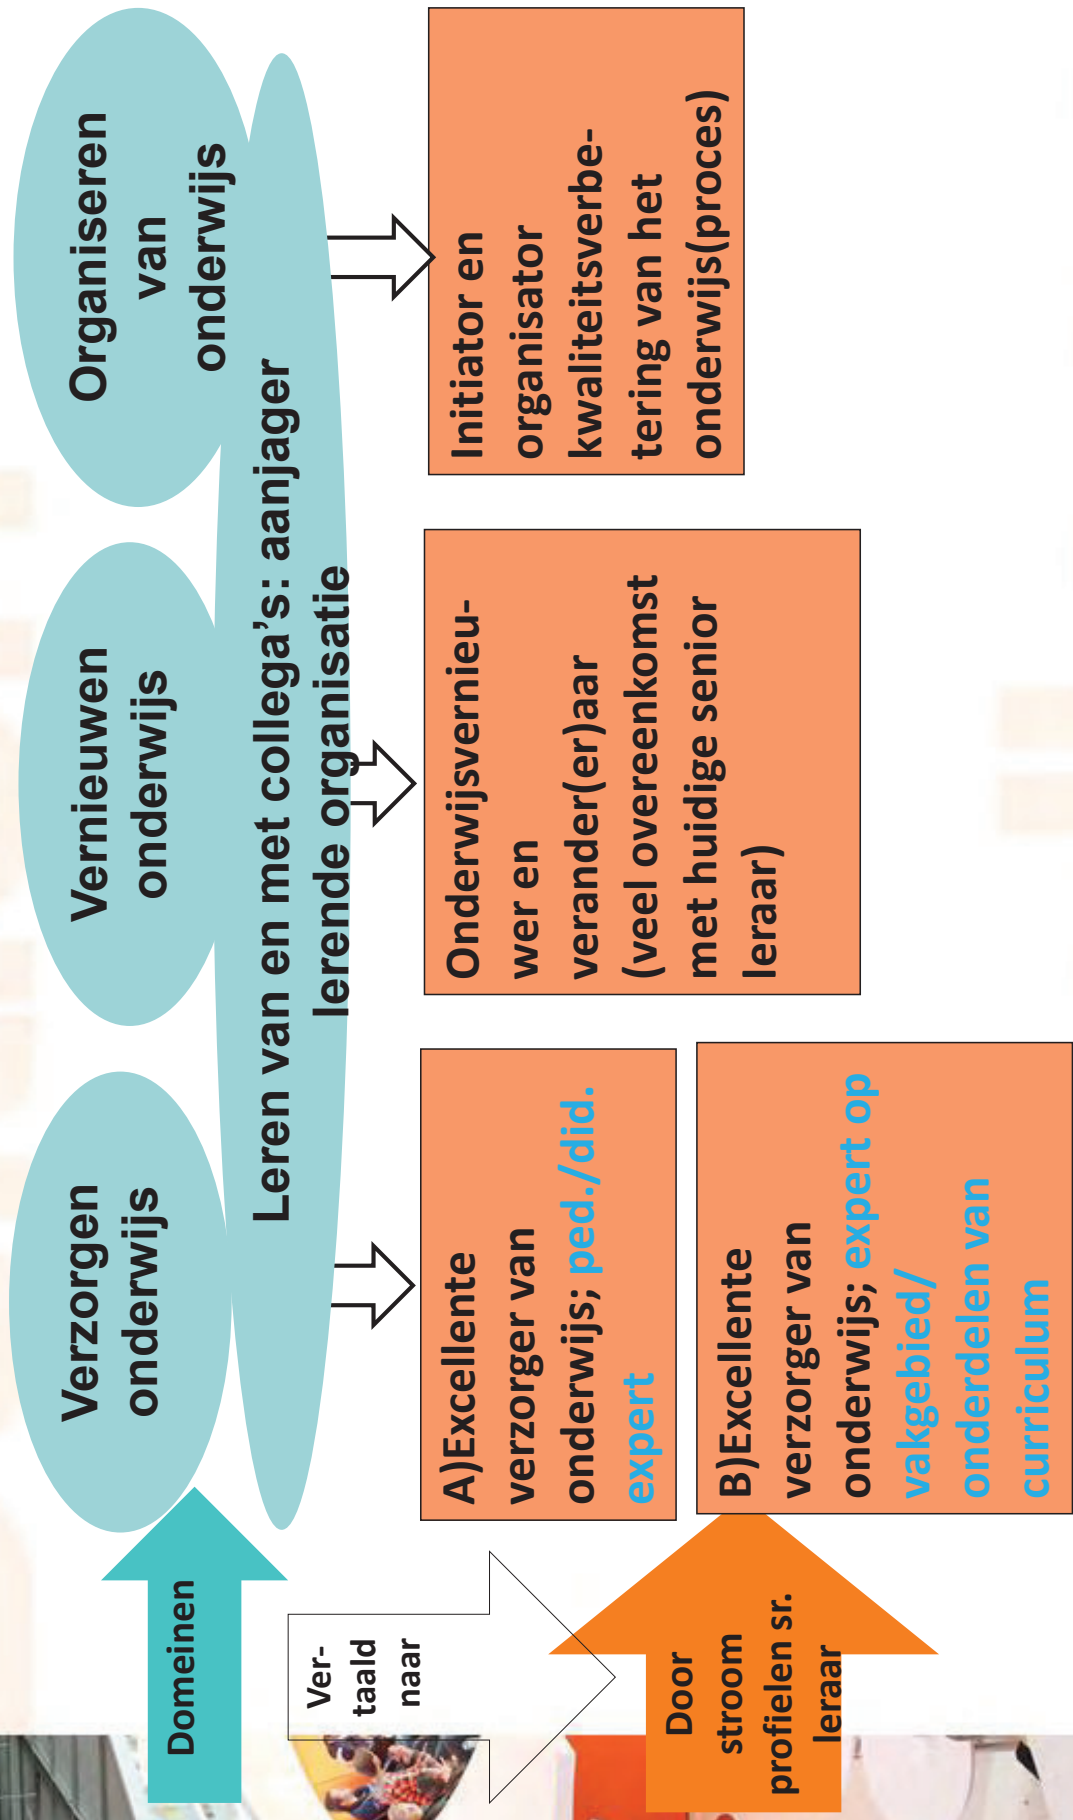 Domeinen
Verzorgen
onderwijs
Vernieuwen
onderwijs
Organiseren
van
onderwijs
Leren van en met collega's: aanjager
lerende organisatie
Ver-
taald
naar
Door
stroom
profielen sr.
leraar
A)Excellente
verzorger van
onderwijs; ped./did.
expert
B)Excellente
verzorger van
onderwijs; expert op
vakgebied/
onderdelen van
curriculum
Onderwijsvernieu-
wer en
verander(er)aar
(veel overeenkomst
met huidige senior
leraar)
Initiator en
organisator
kwaliteitsverbe-
tering van het
onderwijs(proces)